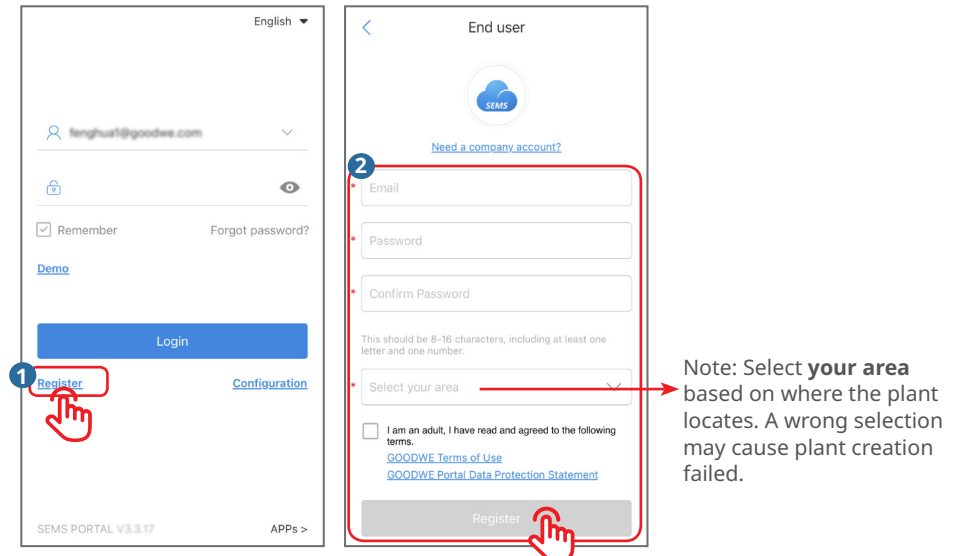 English
fenghua1@goodwe.com
Remember
Forgot password?
Demo
Login
1
Register
Configuration
SEMS PORTAL V3.3.17
APPs >
End user
SEMS
Need a company account?
2
* Email
* Password
* Confirm Password
This should be 8-16 characters, including at least one
letter and one number.
* Select your area
I am an adult, I have read and agreed to the following
terms.
GOODWE Terms of Use
GOODWE Portal Data Protection Statement
Register
Note: Select your area
based on where the plant
locates. A wrong selection
may cause plant creation
failed.